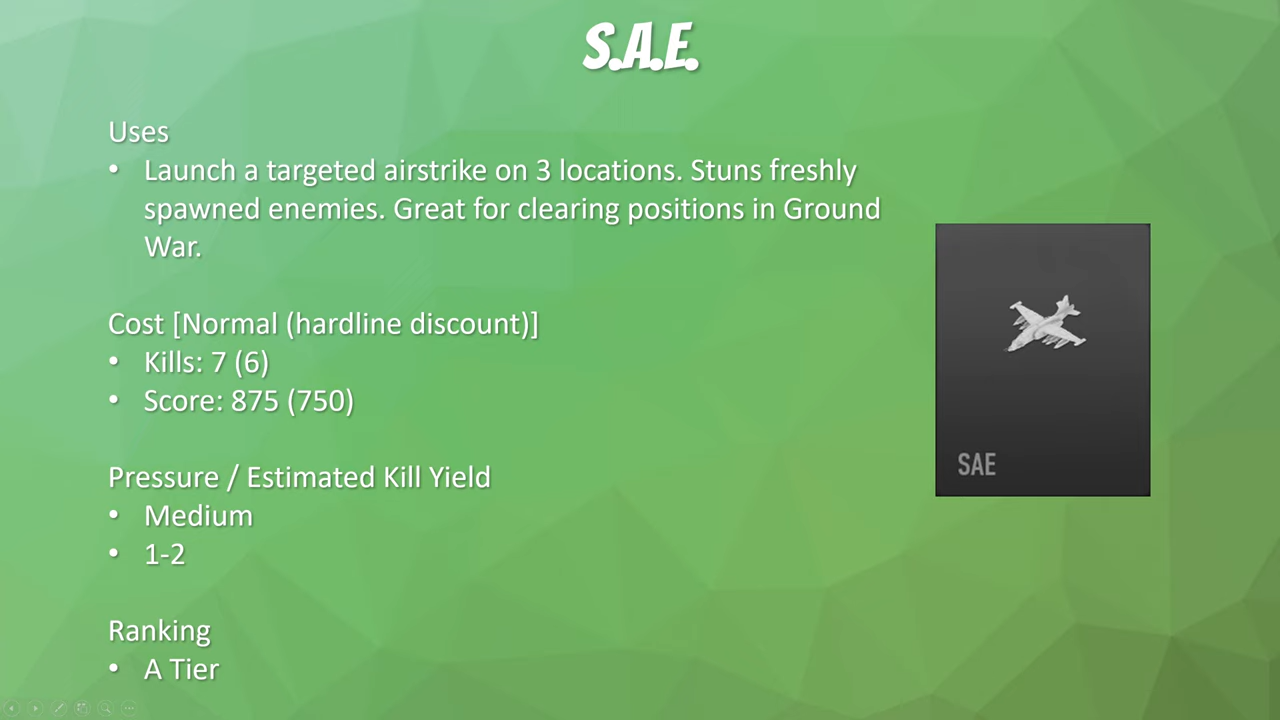 S.A.E.
Uses
• Launch a targeted airstrike on 3 locations. Stuns freshly
spawned enemies. Great for clearing positions in Ground
War.
Cost [Normal (hardline discount)]
• Kills: 7 (6)
• Score: 875 (750)
Pressure / Estimated Kill Yield
• Medium
• 1-2
Ranking
• A Tier
SAE